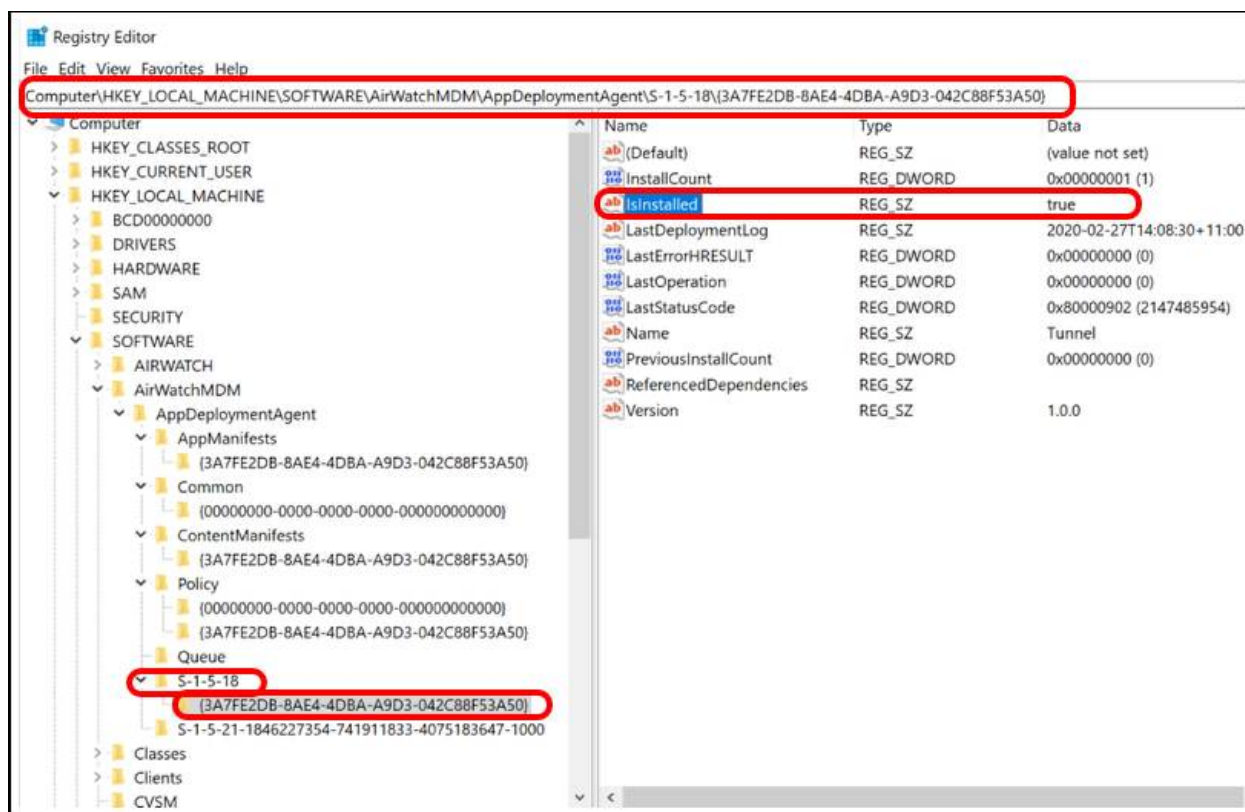 Registry Editor
File Edit View Favorites Help
Computer\HKEY_LOCAL_MACHINE\SOFTWARE\AirWatchMDM\AppDeploymentAgent\S-1-5-18\{3A7FE2DB-8AE4-4DBA-A9D3-042C88F53A50}
Computer
HKEY_CLASSES_ROOT
HKEY_CURRENT_USER
HKEY_LOCAL_MACHINE
BCD00000000
DRIVERS
HARDWARE
SAM
SECURITY
SOFTWARE
AIRWATCH
AirWatchMDM
AppDeploymentAgent
AppManifests
{3A7FE2DB-8AE4-4DBA-A9D3-042C88F53A50}
Common
{00000000-0000-0000-0000-000000000000}
ContentManifests
{3A7FE2DB-8AE4-4DBA-A9D3-042C88F53A50}
Policy
{00000000-0000-0000-0000-000000000000}
{3A7FE2DB-8AE4-4DBA-A9D3-042C88F53A50}
Queue
S-1-5-18
{3A7FE2DB-8AE4-4DBA-A9D3-042C88F53A50}
S-1-5-21-1846227354-741911833-4075183647-1000
Classes
Clients
CVSM
Name Type Data
(Default) REG_SZ (value not set)
InstallCount REG_DWORD 0x00000001 (1)
IsInstalled REG_SZ true
LastDeploymentLog REG_SZ 2020-02-27T14:08:30+11:00
LastErrorHRESULT REG_DWORD 0x00000000 (0)
LastOperation REG_DWORD 0x00000000 (0)
LastStatusCode REG_DWORD 0x80000902 (2147485954)
Name REG_SZ Tunnel
PreviousInstallCount REG_DWORD 0x00000000 (0)
ReferencedDependencies REG_SZ
Version REG_SZ 1.0.0